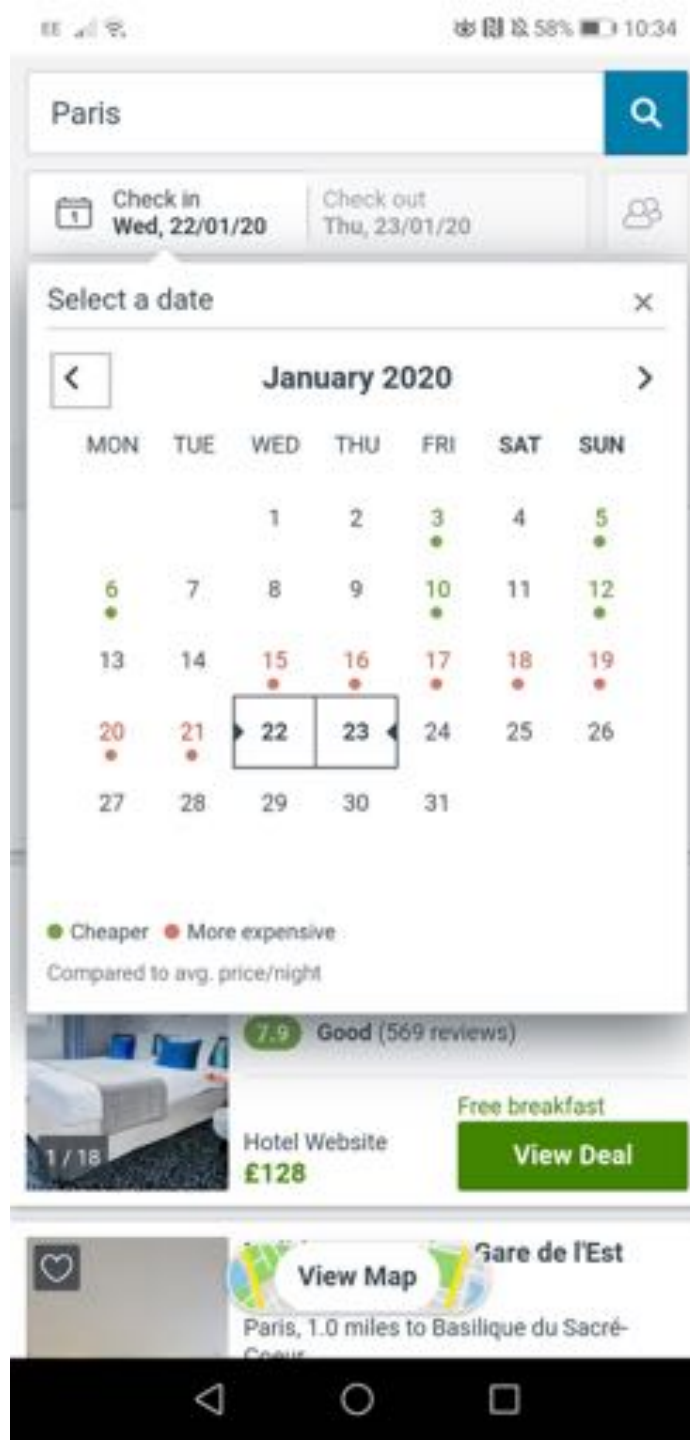 EE 58% 10:34
Paris
Check in Check out
1 Wed, 22/01/20 Thu, 23/01/20
Select a date ×
< January 2020 >
MON TUE WED THU FRI SAT SUN
1 2 3 4 5
6 7 8 9 10 11 12
13 14 15 16 17 18 19
20 21 22 23 24 25 26
27 28 29 30 31
Cheaper More expensive
Compared to avg. price/night
7.9 Good (569 reviews)
Free breakfast
1 / 18 Hotel Website View Deal
£128
Gare de l'Est
View Map
Paris, 1.0 miles to Basilique du Sacré-
Coeur